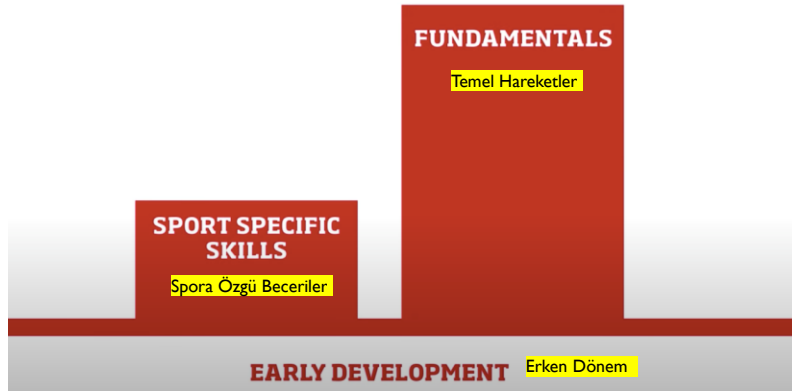 FUNDAMENTALS
Temel Hareketler
SPORT SPECIFIC
SKILLS
Spora Özgü Beceriler
EARLY DEVELOPMENT
Erken Dönem